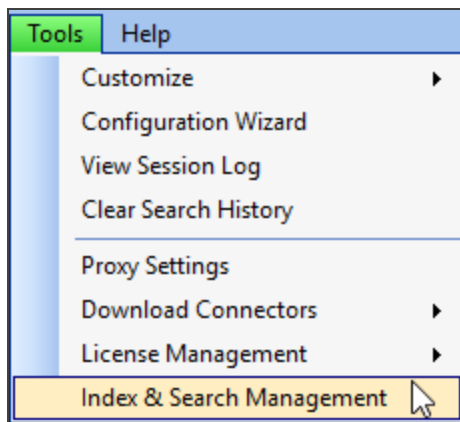 Tools Help
Customize
Configuration Wizard
View Session Log
Clear Search History
Proxy Settings
Download Connectors
License Management
Index & Search Management